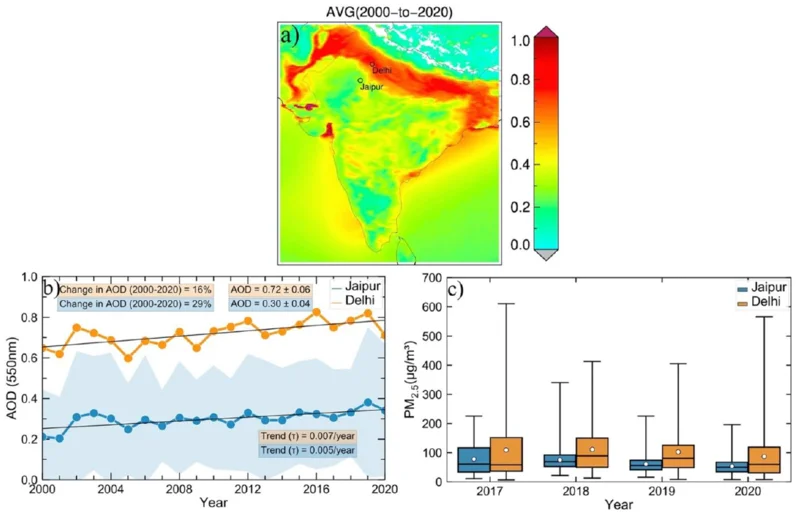 AVG(2000-to-2020)
a)
Delhi
Jaipur
1.0
0.8
0.6
0.4
0.2
0.0
b)
Change in AOD (2000-2020) = 16%
AOD = 0.72 ± 0.06
Change in AOD (2000-2020) = 29%
AOD = 0.30 ± 0.04
Jaipur
Delhi
1.0
0.8
0.6
0.4
0.2
0.0
AOD (550nm)
Trend (τ) = 0.007/year
Trend (τ) = 0.005/year
2000 2004 2008 2012 2016 2020
Year
c)
Jaipur
Delhi
700
600
500
400
300
200
100
0
PM2.5(μg/m³)
2017 2018 2019 2020
Year